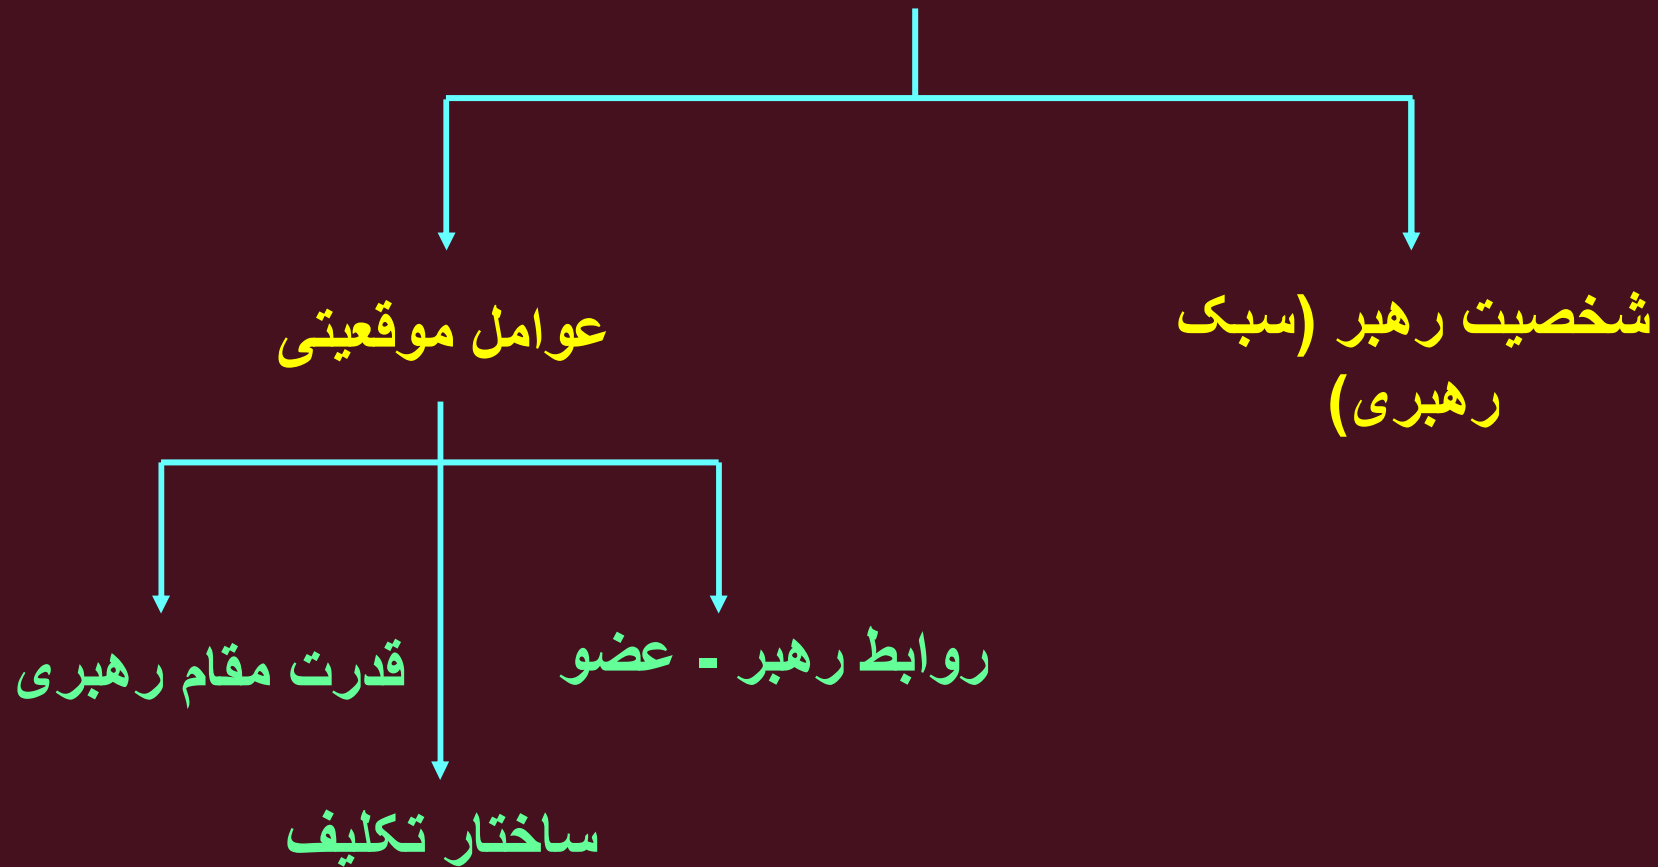 شخصیت رهبر (سبک
رهبری)
عوامل موقعیتی
روابط رهبر - عضو
قدرت مقام رهبری
ساختار تکلیف